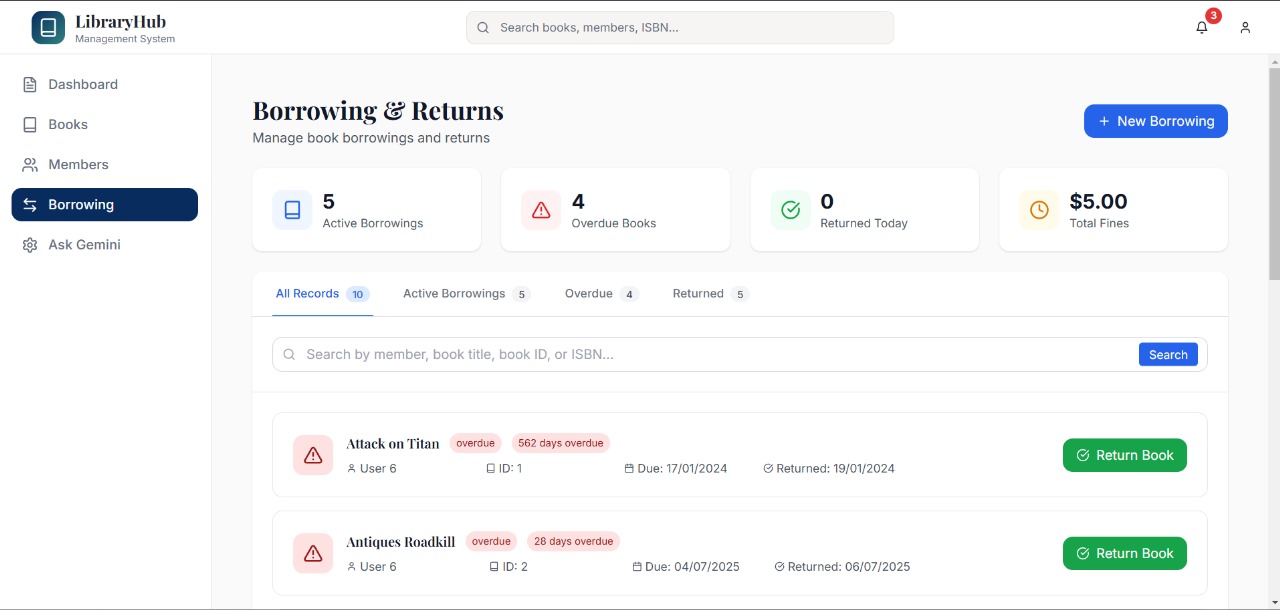 LibraryHub
Management System
Search books, members, ISBN...
3
Dashboard
Books
Members
Borrowing
Ask Gemini
Borrowing & Returns
Manage book borrowings and returns
+ New Borrowing
5
Active Borrowings
4
Overdue Books
0
Returned Today
$5.00
Total Fines
All Records 10 Active Borrowings 5 Overdue 4 Returned 5
Search by member, book title, book ID, or ISBN...
Search
Attack on Titan overdue 562 days overdue
User 6 ID: 1 Due: 17/01/2024 Returned: 19/01/2024
Return Book
Antiques Roadkill overdue 28 days overdue
User 6 ID: 2 Due: 04/07/2025 Returned: 06/07/2025
Return Book